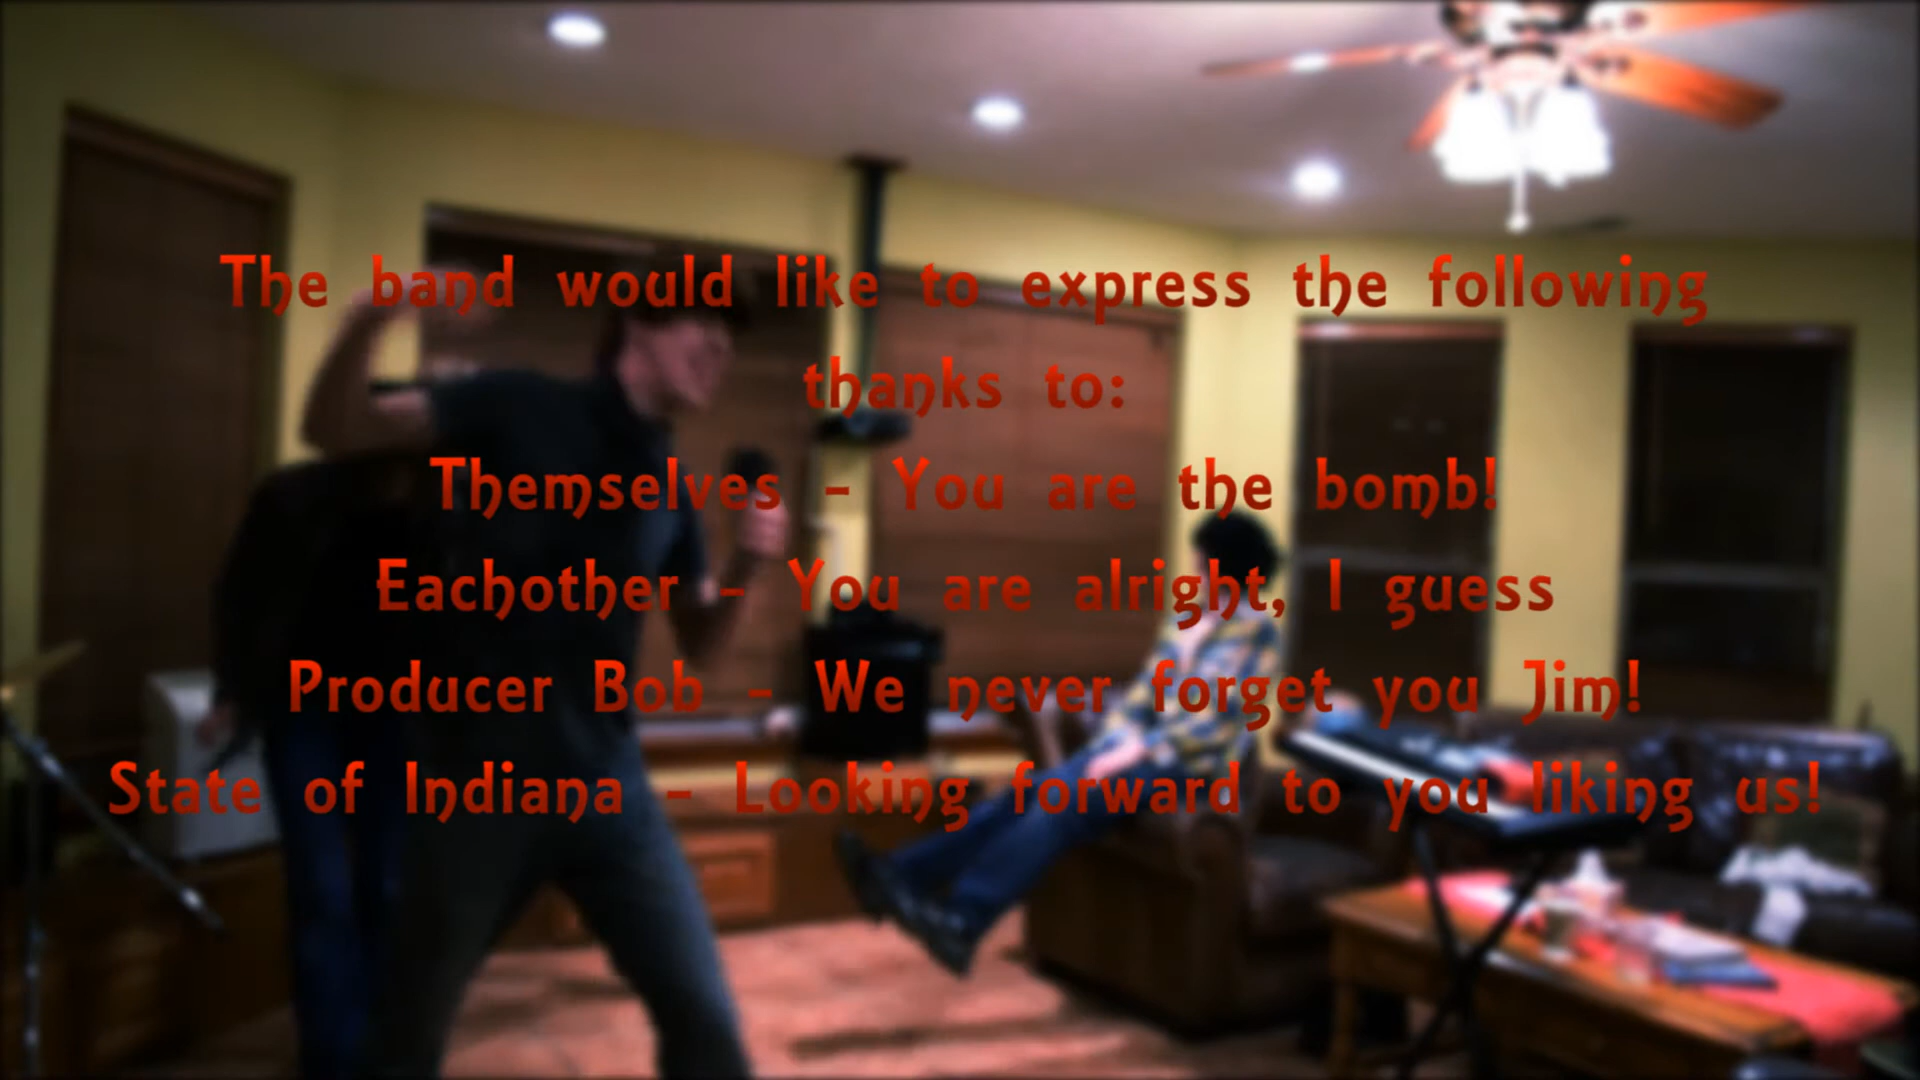 The band would like to express the following
thanks to:
Themselves - You are the bomb!
Eachother - You are alright, I guess
Producer Bob - We never forget you Jim!
State of Indiana - Looking forward to you liking us!